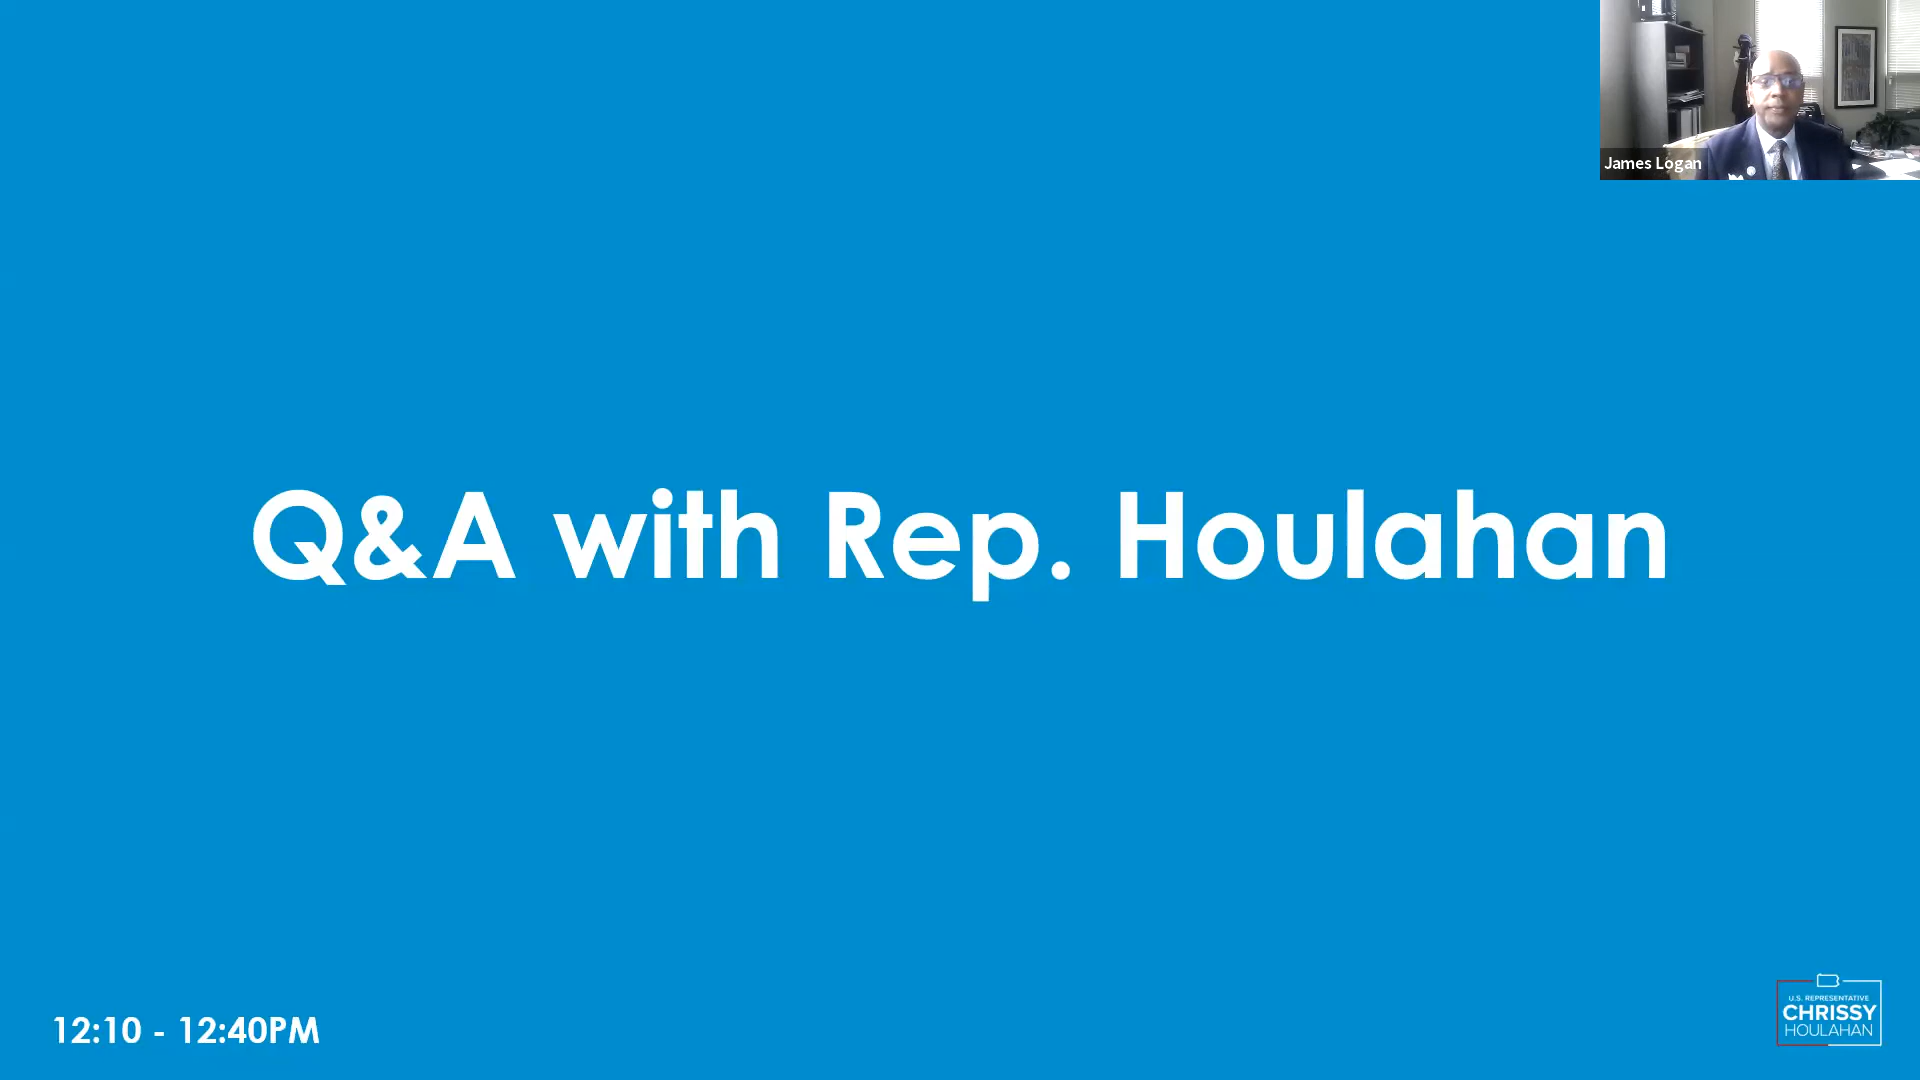 James Logan
Q&A with Rep. Houlahan
12:10 - 12:40PM
U.S. REPRESENTATIVE
CHRISSY
HOULAHAN